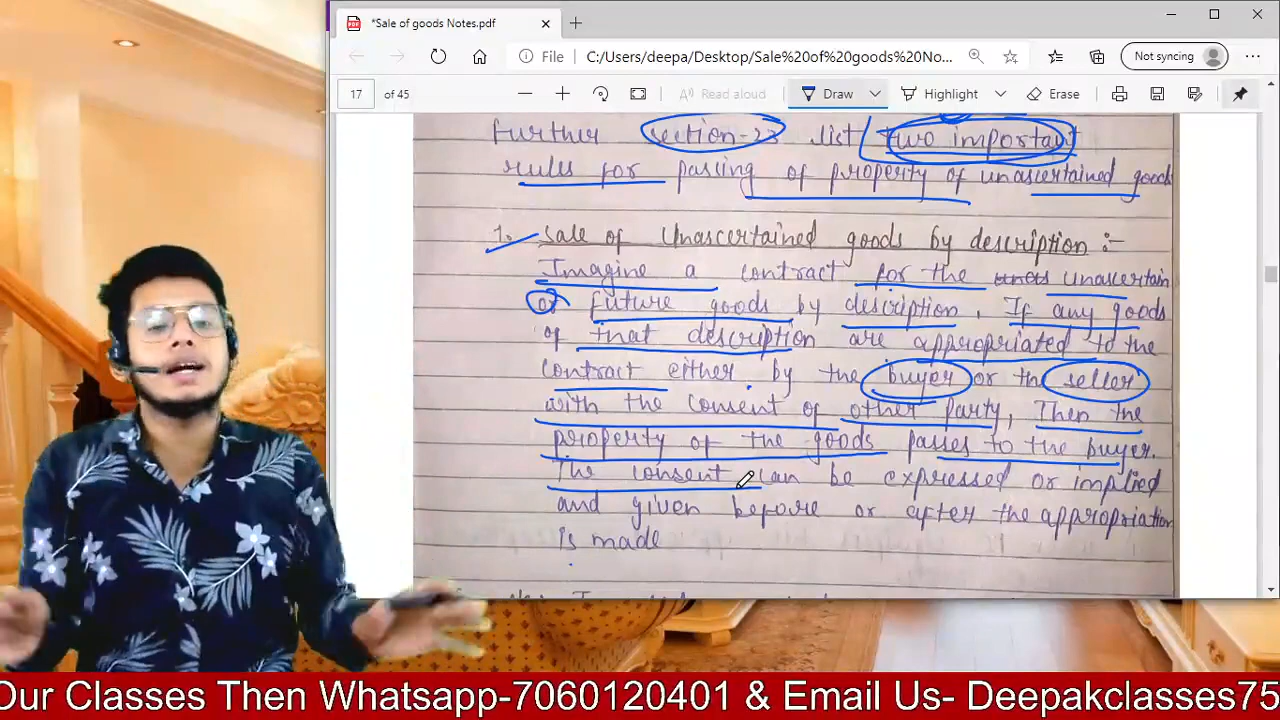 *Sale of goods Notes.pdf
File
C:/Users/deepa/Desktop/Sale%20of%20goods%20No...
Not syncing
17 of 45
Read aloud
Draw
Highlight
Erase
Further section-23 list two important
rules for passing of property of unascertained goods
1. Sale of Unascertained goods by description :-
Imagine a contract for the unascertain
or future goods by description. If any goods
of that description are appropriated to the
contract either by the buyer or the seller
with the consent of other party, Then the
property of the goods passes to the buyer.
The consent can be expressed or implied
and given before or after the appropriation
is made
Our Classes Then Whatsapp-7060120401 & Email Us- Deepakclasses75